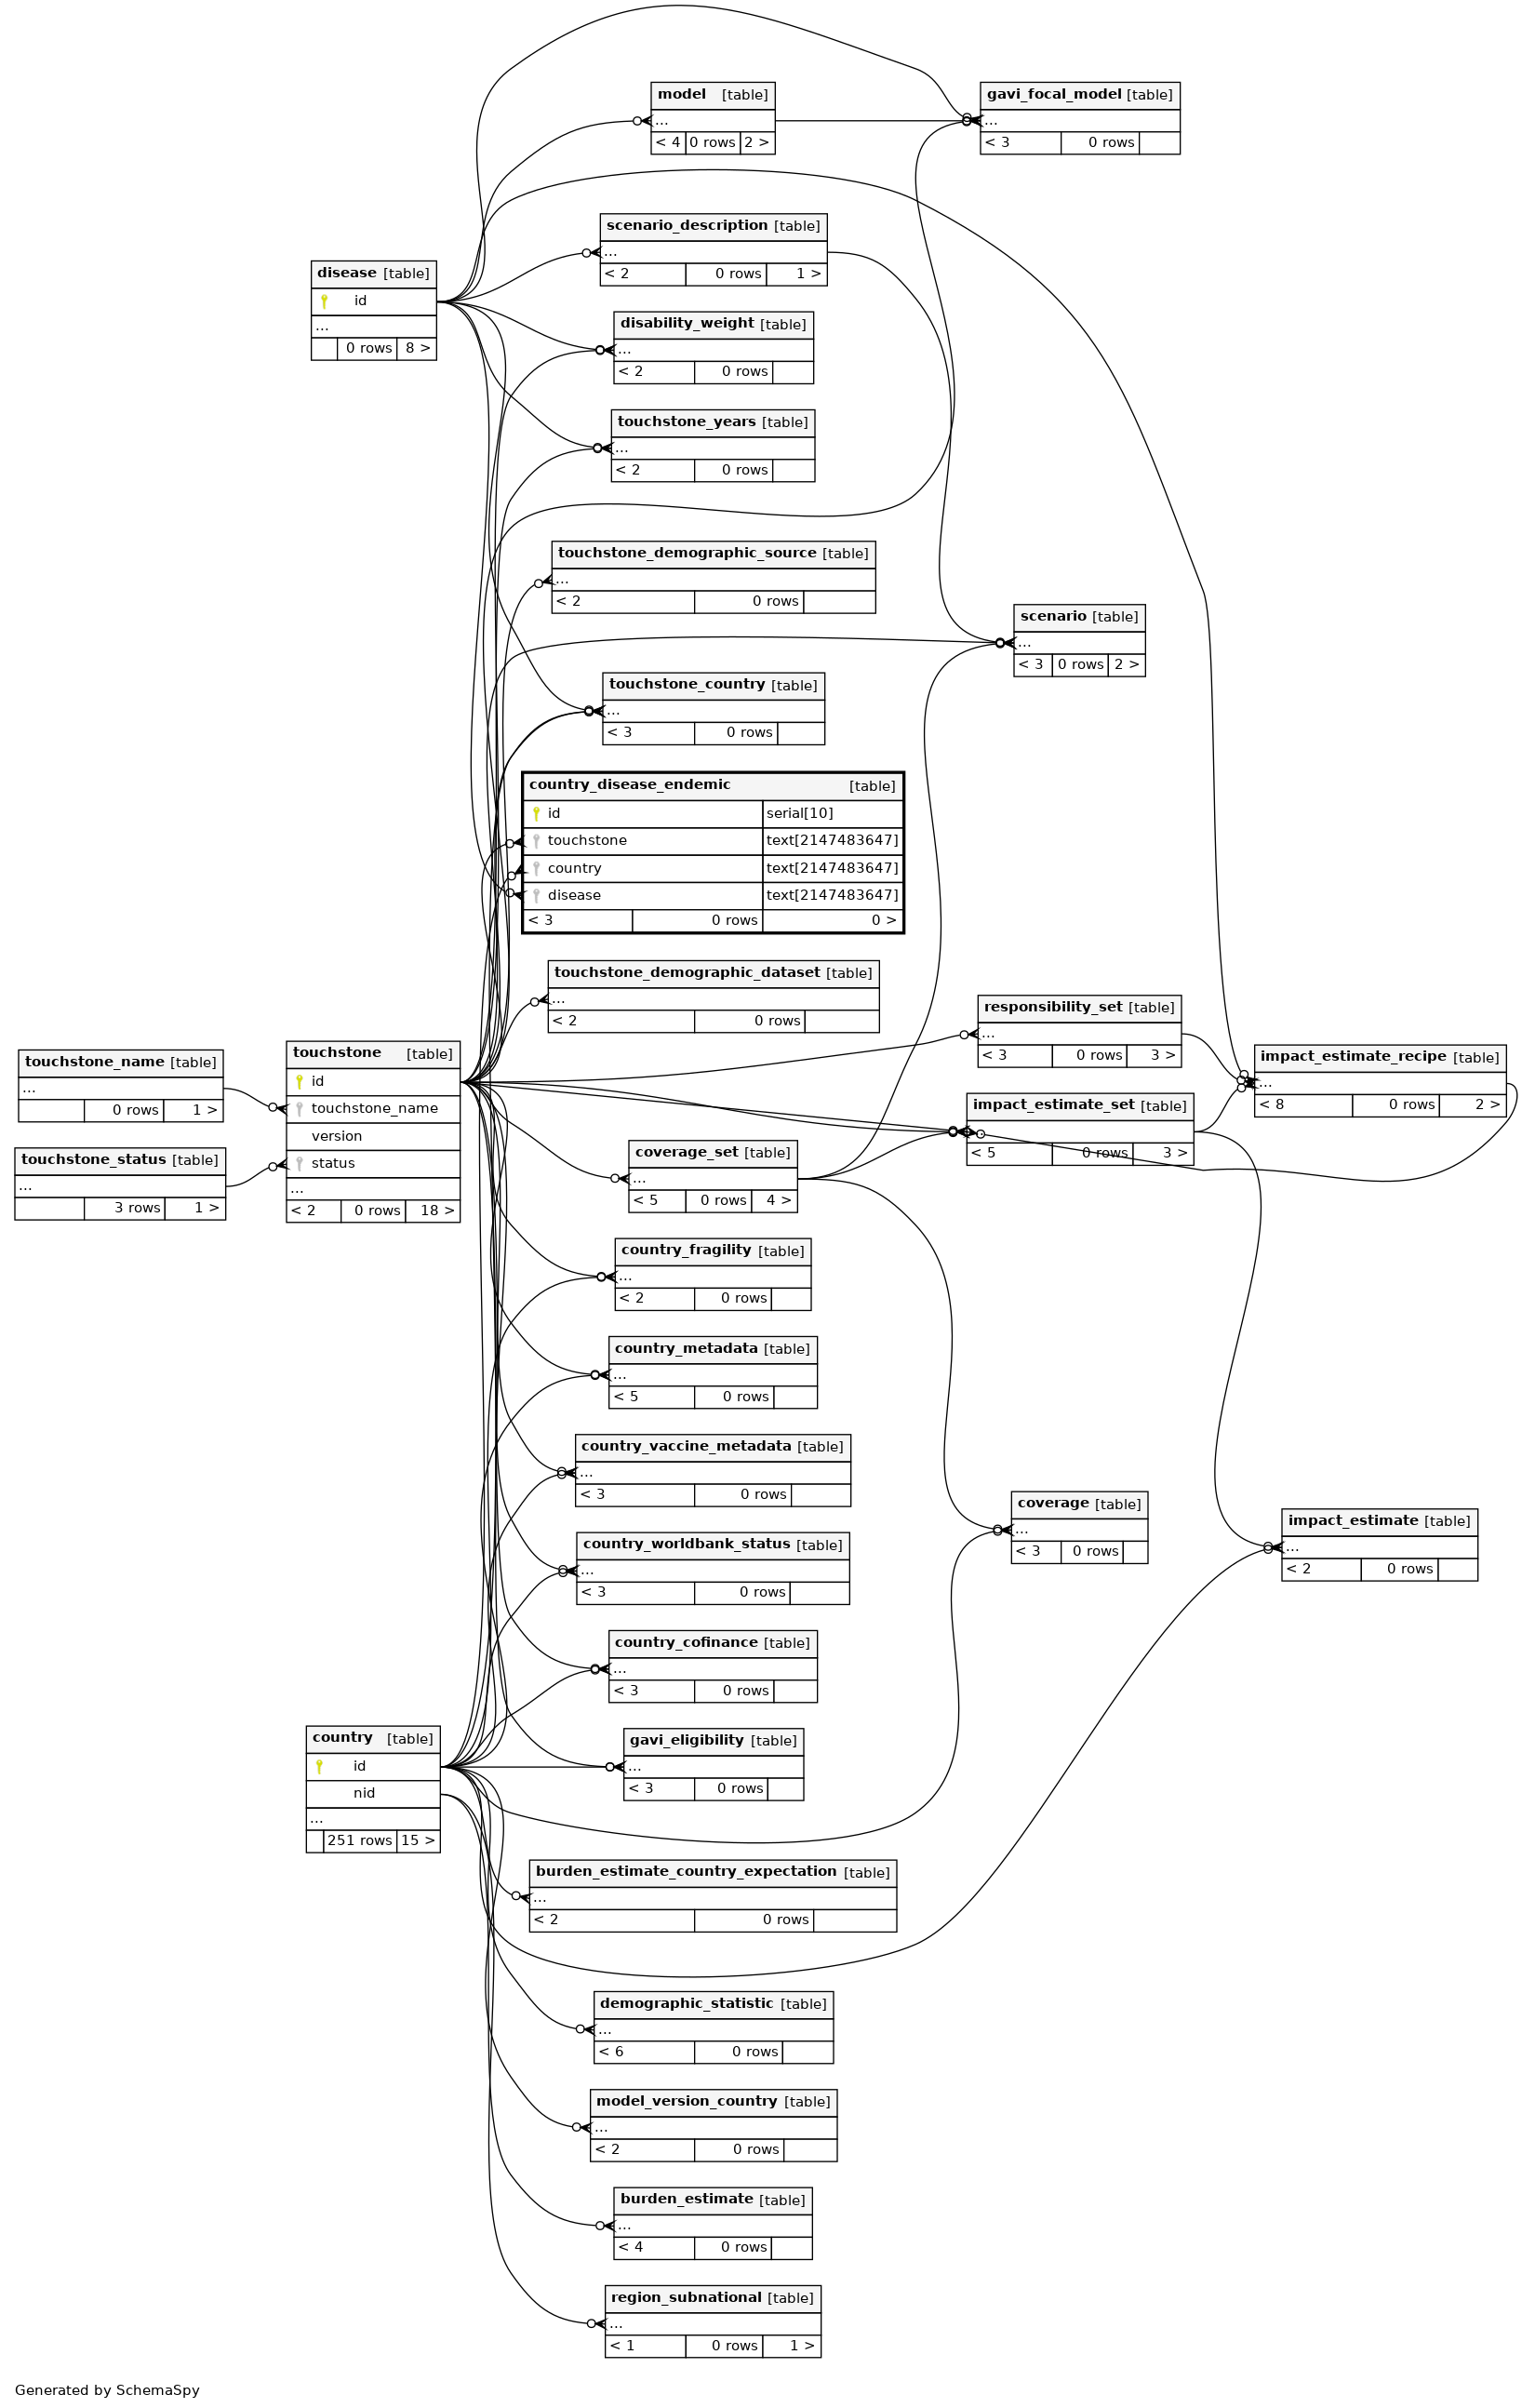 model [table]
...
< 4 0 rows 2 >
gavi_focal_model [table]
...
< 3 0 rows
scenario_description [table]
...
< 2 0 rows 1 >
disease [table]
id
...
0 rows 8 >
disability_weight [table]
...
< 2 0 rows
touchstone_years [table]
...
< 2 0 rows
touchstone_demographic_source [table]
...
< 2 0 rows
scenario [table]
...
< 3 0 rows 2 >
touchstone_country [table]
...
< 3 0 rows
country_disease_endemic [table]
id serial[10]
touchstone text[2147483647]
country text[2147483647]
disease text[2147483647]
< 3 0 rows 0 >
touchstone_demographic_dataset [table]
...
< 2 0 rows
responsibility_set [table]
...
< 3 0 rows 3 >
impact_estimate_recipe [table]
...
< 8 0 rows 2 >
touchstone_name [table]
...
0 rows 1 >
touchstone [table]
id
touchstone_name
version
status
...
< 2 0 rows 18 >
touchstone_status [table]
...
3 rows 1 >
impact_estimate_set [table]
< 5 0 rows 3 >
coverage_set [table]
...
< 5 0 rows 4 >
country_fragility [table]
...
< 2 0 rows
country_metadata [table]
...
< 5 0 rows
country_vaccine_metadata [table]
...
< 3 0 rows
coverage [table]
...
< 3 0 rows
impact_estimate [table]
...
< 2 0 rows
country_worldbank_status [table]
...
< 3 0 rows
country_cofinance [table]
...
< 3 0 rows
country [table]
id
nid
...
251 rows 15 >
gavi_eligibility [table]
...
< 3 0 rows
burden_estimate_country_expectation [table]
...
< 2 0 rows
demographic_statistic [table]
...
< 6 0 rows
model_version_country [table]
...
< 2 0 rows
burden_estimate [table]
...
< 4 0 rows
region_subnational [table]
...
< 1 0 rows 1 >
Generated by SchemaSpy